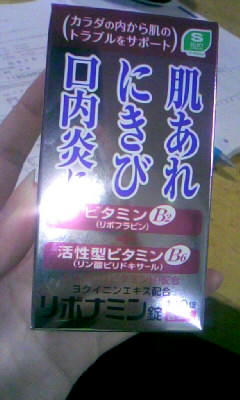 カラダの内から肌の
トラブルをサポート
S
肌あれ
にきび
口内炎に
ビタミンB2
(リボフラビン)
活性型ビタミンB6
(リン酸ピリドキサール)
ヨクイニンエキス配合
リボナミン錠